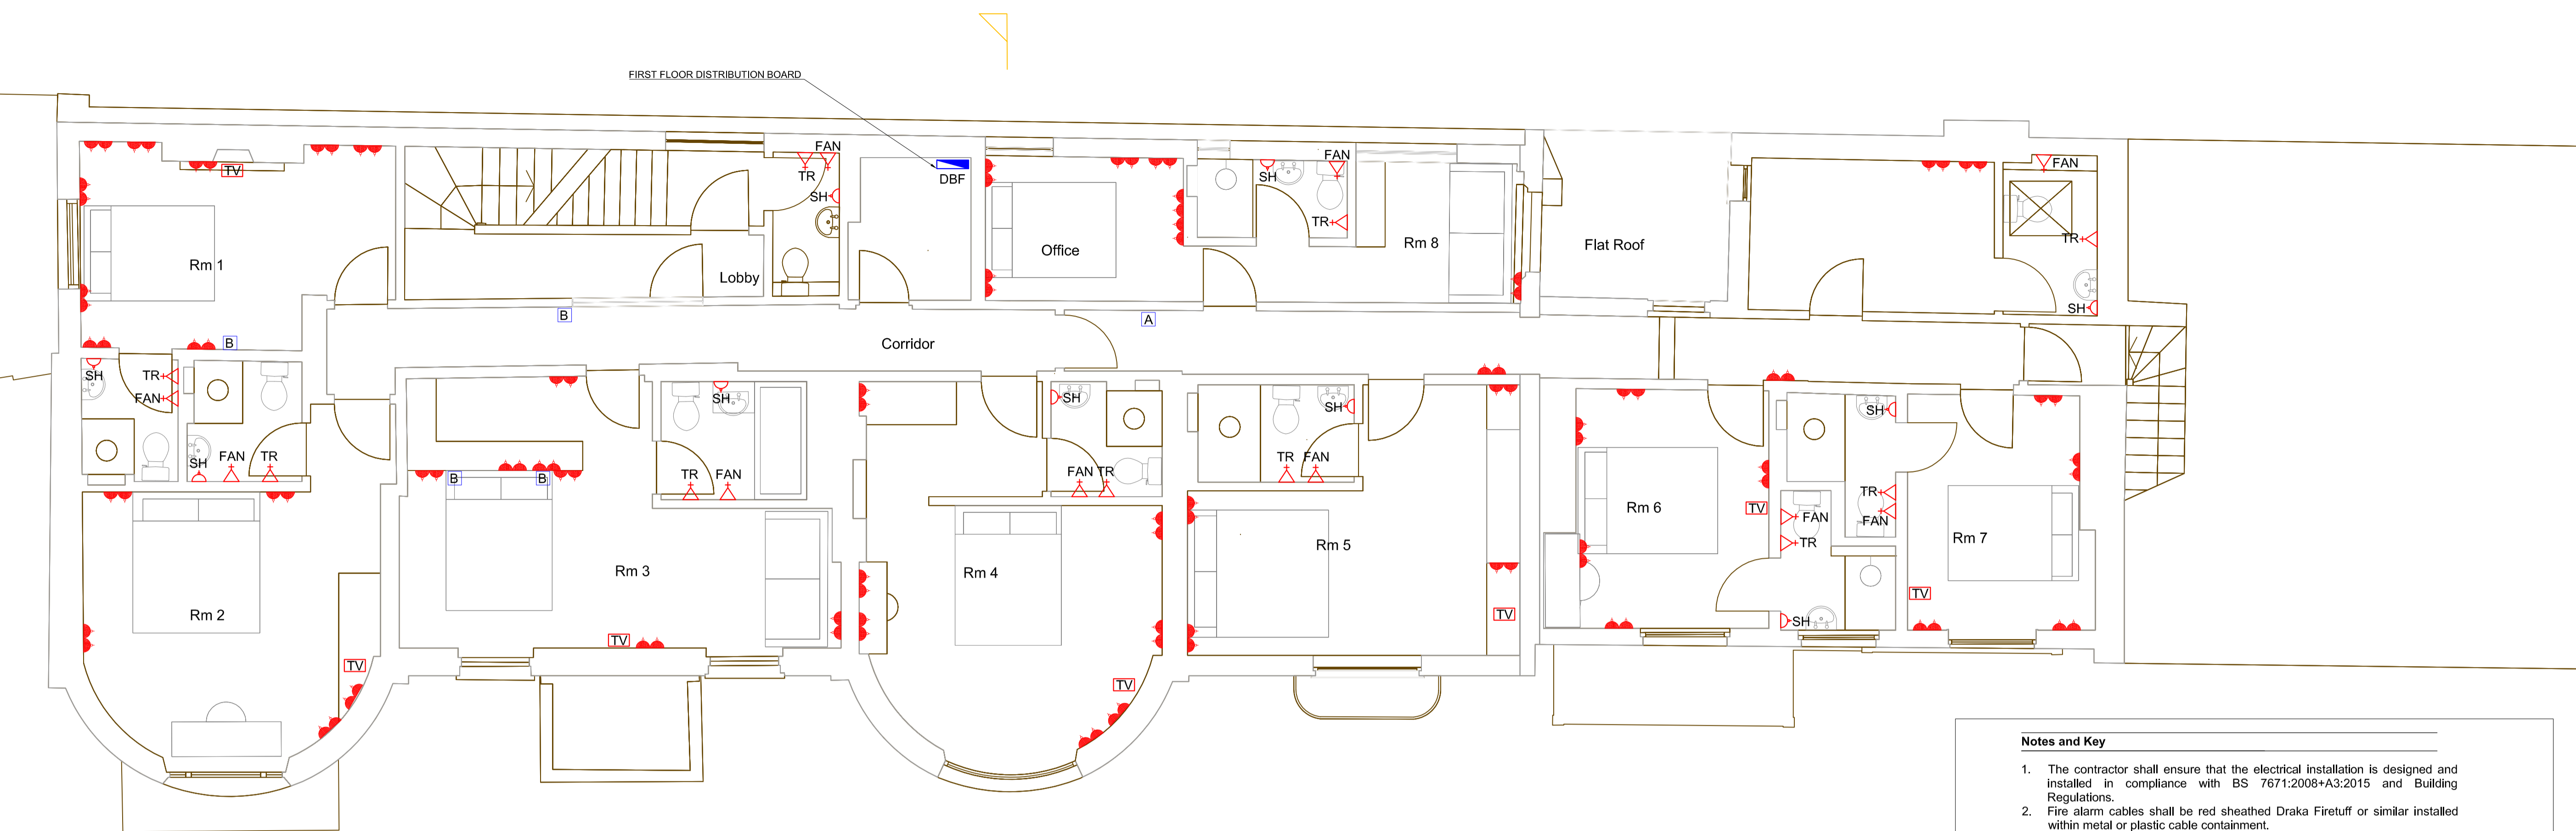 FIRST FLOOR DISTRIBUTION BOARD
FAN
TR
SH
DBF
FAN
SH
TR
FAN
TR
SH
TV
Rm 1
Lobby
Office
Rm 8
Flat Roof
B
B
A
Corridor
SH
TR
FAN
SH
FAN
TR
SH
TR
FAN
B
B
SH
FAN TR
SH
TR FAN
SH
TR
FAN
TV
FAN
TR
SH
Rm 2
Rm 3
Rm 4
Rm 5
Rm 6
Rm 7
TV
TV
TV
TV
TV
Notes and Key
1. The contractor shall ensure that the electrical installation is designed and
installed in compliance with BS 7671:2008+A3:2015 and Building
Regulations.
2. Fire alarm cables shall be red sheathed Draka Firetuff or similar installed
within metal or plastic cable containment.